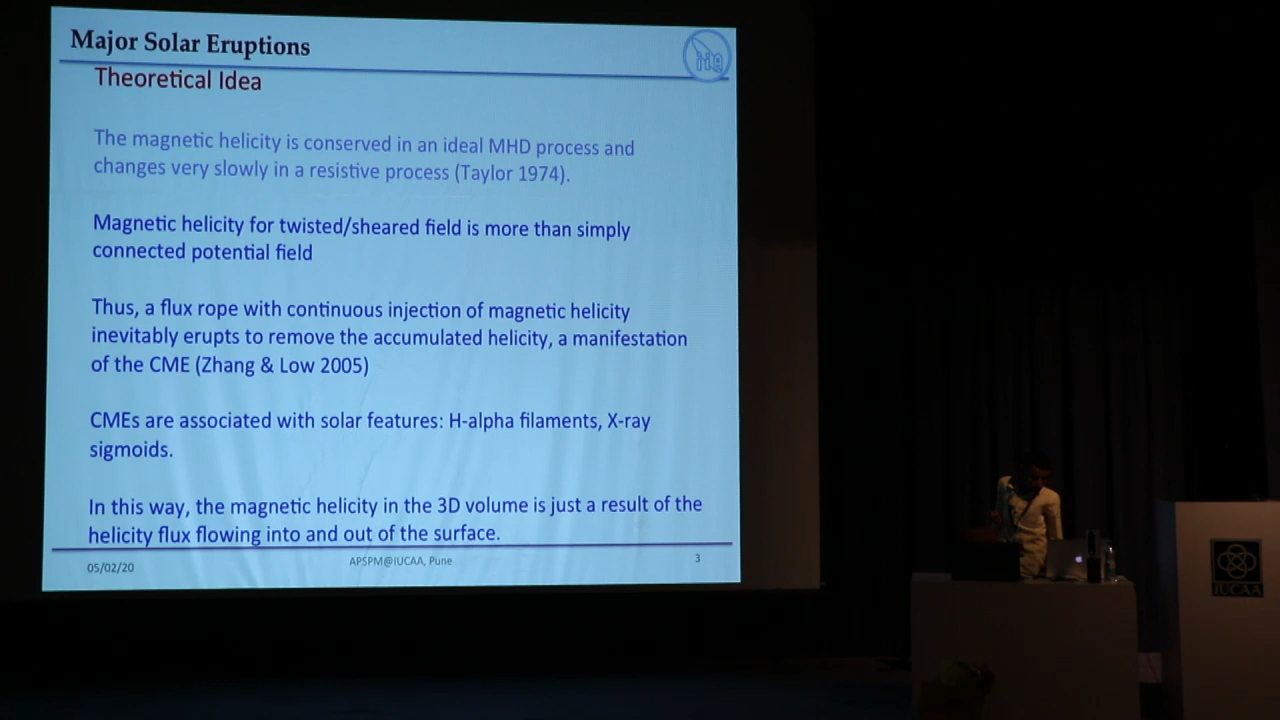 Major Solar Eruptions
Theoretical Idea
The magnetic helicity is conserved in an ideal MHD process and
changes very slowly in a resistive process (Taylor 1974).
Magnetic helicity for twisted/sheared field is more than simply
connected potential field
Thus, a flux rope with continuous injection of magnetic helicity
inevitably erupts to remove the accumulated helicity, a manifestation
of the CME (Zhang & Low 2005)
CMEs are associated with solar features: H-alpha filaments, X-ray
sigmoids.
In this way, the magnetic helicity in the 3D volume is just a result of the
helicity flux flowing into and out of the surface.
05/02/20
APSPM@IUCAA, Pune
3
IUCAA